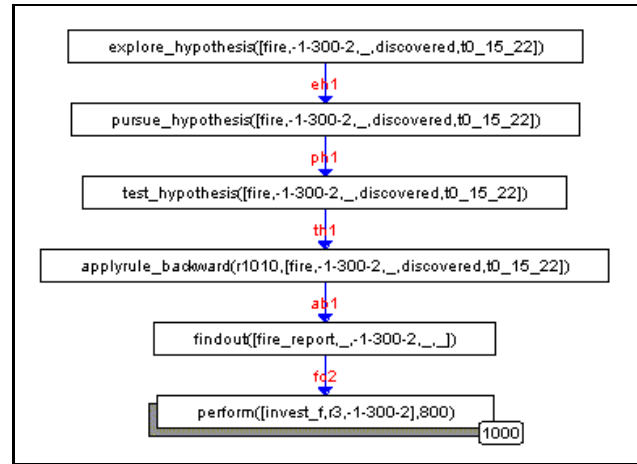 explore_hypothesis([fire,-1-300-2,_,discovered,t0_15_22])
eh1
pursue_hypothesis([fire,-1-300-2,_,discovered,t0_15_22])
ph1
test_hypothesis([fire,-1-300-2,_,discovered,t0_15_22])
th1
applyrule_backward(r1010,[fire,-1-300-2,_,discovered,t0_15_22])
ab1
findout([fire_report,_,-1-300-2,_,_])
fo2
perform([invest_f,r3,-1-300-2],800)
1000